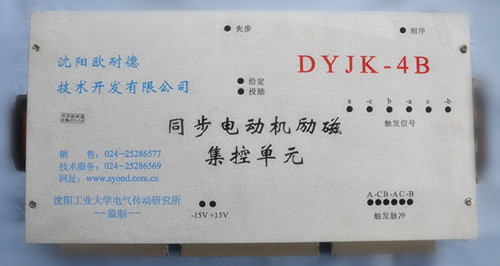 失步
相序
沈阳欧耐德
技术开发有限公司
DYJK-4B
给定
投励
a -c b -a c -b
触发信号
同步电动机励磁
集控单元
销 售：024-25286577
技术服务：024-25286569
网址：www.syond.com.cn
沈阳工业大学电气传动研究所
--监制--
-15V +15V
A-CB-AC-B
触发脉冲